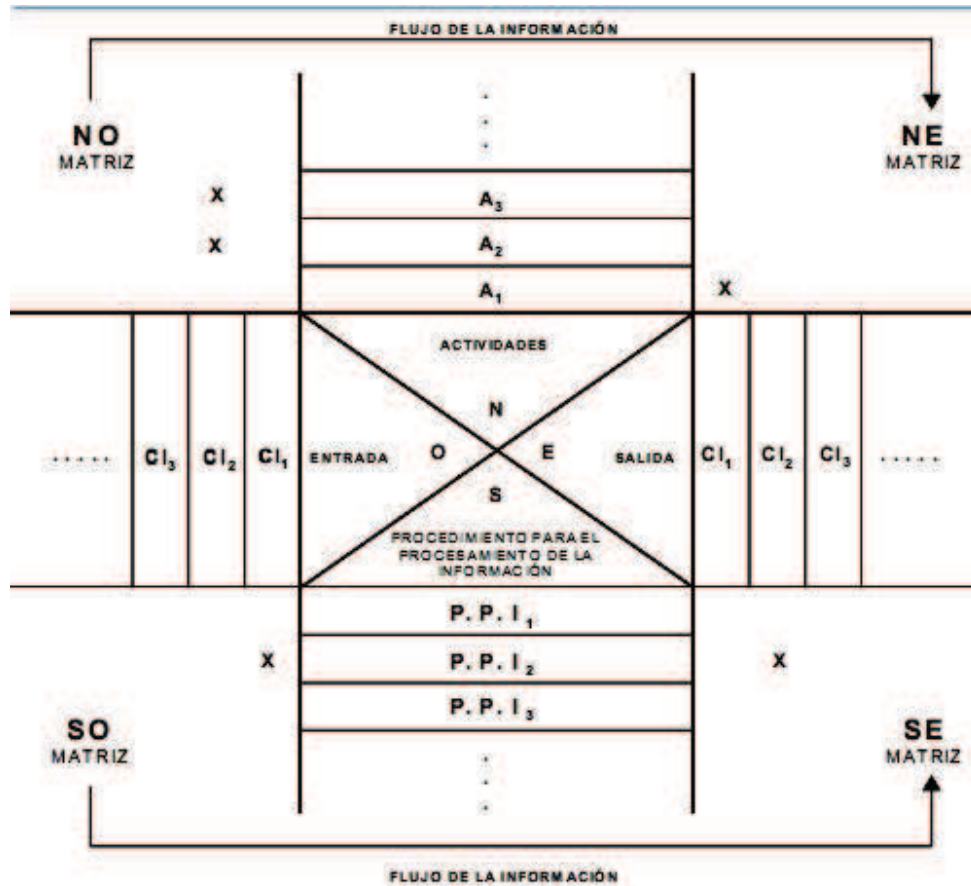 FLUJO DE LA INFORMACIÓN
NO
MATRIZ
NE
MATRIZ
. . .
X
A₃
X
A₂
A₁
X
ACTIVIDADES
N
. . . . .
CI₃
CI₂
CI₁
ENTRADA
O
E
SALIDA
CI₁
CI₂
CI₃
. . . . .
S
PROCEDIMIENTO PARA EL
PROCESAMIENTO DE LA
INFORMACIÓN
P. P. I ₁
X
P. P. I ₂
X
P. P. I ₃
SO
MATRIZ
SE
MATRIZ
. . .
FLUJO DE LA INFORMACIÓN